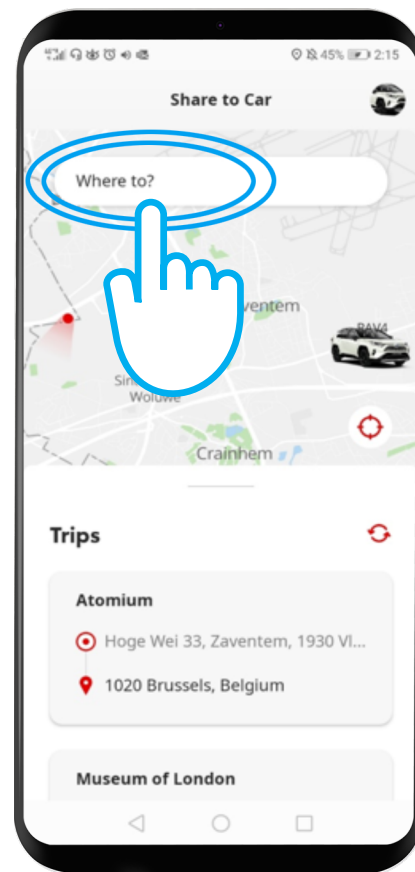 45% 2:15
Share to Car
Where to?
ventem
RAV4
Sin
Woluwe
Crainhem
Trips
Atomium
Hoge Wei 33, Zaventem, 1930 Vl...
1020 Brussels, Belgium
Museum of London